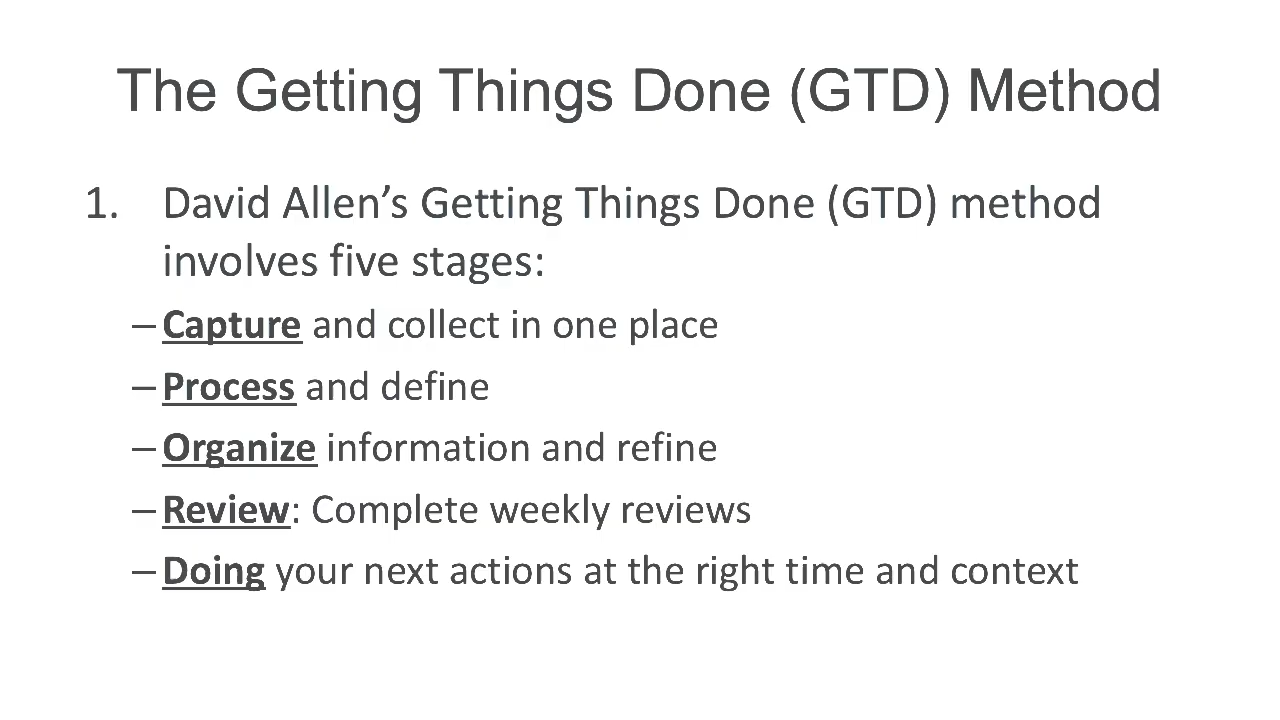 The Getting Things Done (GTD) Method
1. David Allen’s Getting Things Done (GTD) method
involves five stages:
– Capture and collect in one place
– Process and define
– Organize information and refine
– Review: Complete weekly reviews
– Doing your next actions at the right time and context